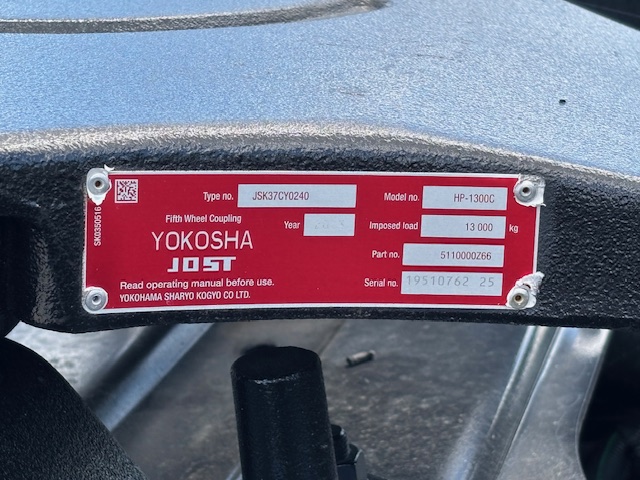 Type no. JSK37CY0240 Model no. HP-1300C
Fifth Wheel Coupling Year Imposed load 13 000 kg
YOKOSHA
JOST
Part no. 5110000Z66
Read operating manual before use. Serial no. 19510762 25
YOKOHAMA SHARYO KOGYO CO LTD.
SK0350516